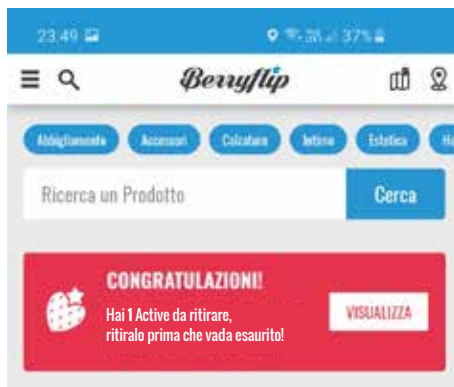 23.49 37%
Berryflip
Abbigliamento Accessori Calzature Intimo Estetica
Ricerca un Prodotto Cerca
CONGRATULAZIONI!
Hai 1 Active da ritirare,
ritiralo prima che vada esaurito!
VISUALIZZA